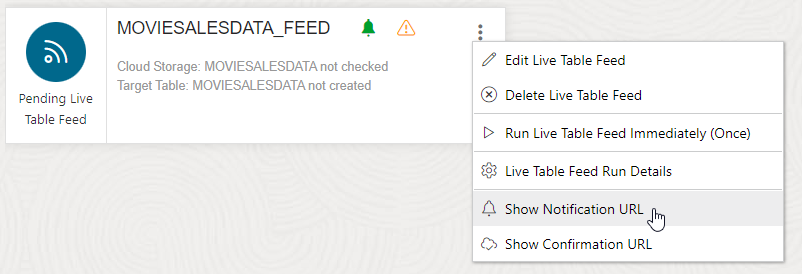 MOVIESALESDATA_FEED
Cloud Storage: MOVIESALESDATA not checked
Target Table: MOVIESALESDATA not created
Pending Live
Table Feed
Edit Live Table Feed
Delete Live Table Feed
Run Live Table Feed Immediately (Once)
Live Table Feed Run Details
Show Notification URL
Show Confirmation URL